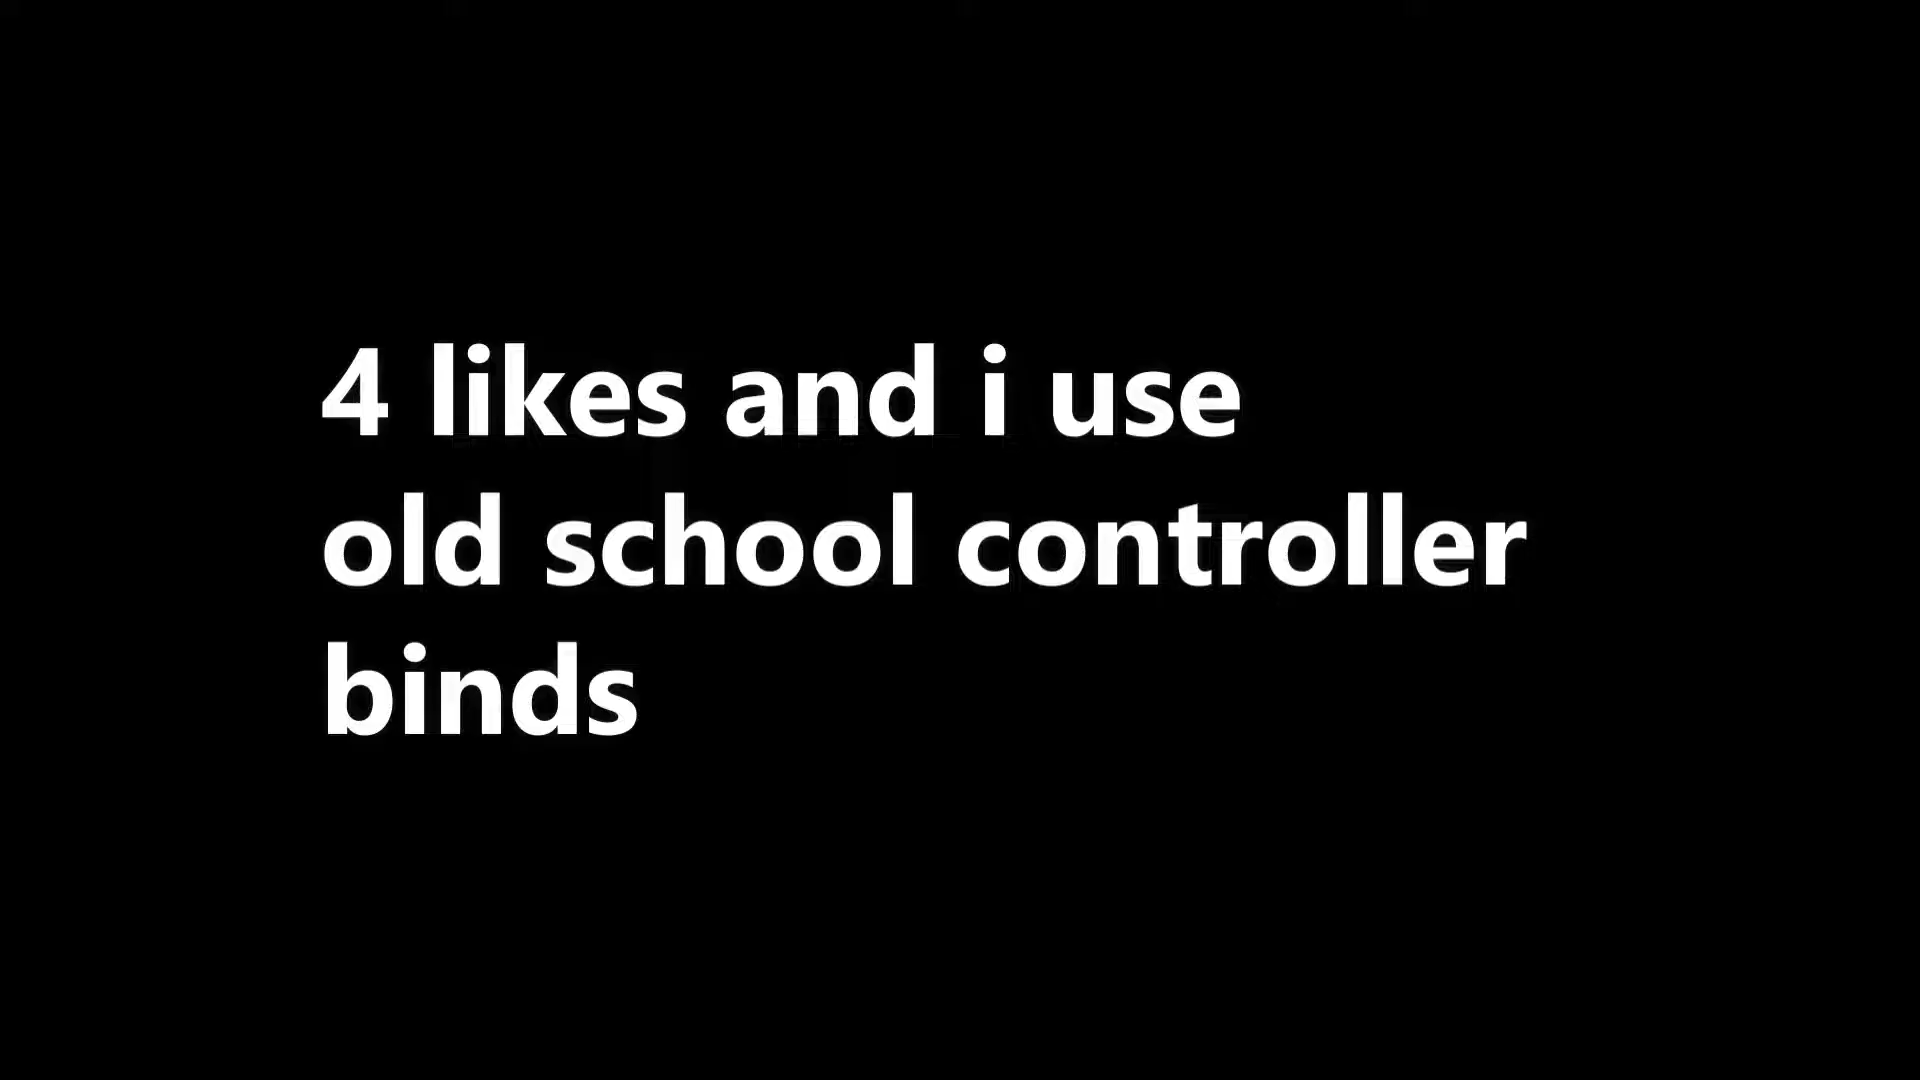 4 likes and i use
old school controller
binds